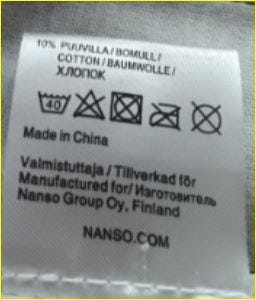 10% PUUVILLA / BOMULL /
COTTON / BAUMWOLLE /
ХЛОПОК
40
Made in China
Valmistuttaja / Tillverkad för
Manufactured for/ Изготовитель
Nanso Group Oy, Finland
NANSO.COM